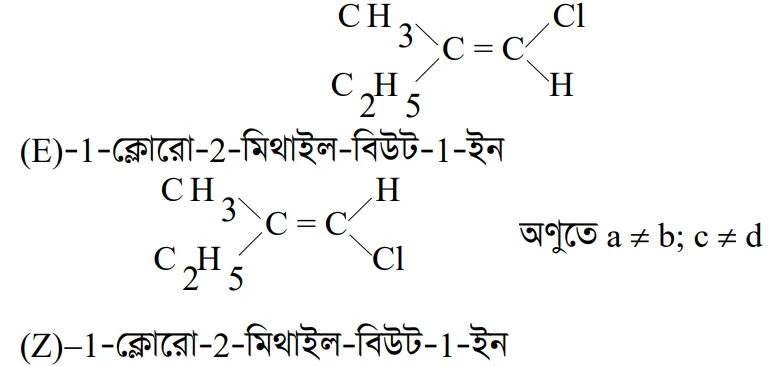 CH3 Cl
C = C
C2H5 H
(E)-1-ক্লোরো-2-মিথাইল-বিউট-1-ইন
CH3 H
C = C অণুতে a ≠ b; c ≠ d
C2H5 Cl
(Z)–1-ক্লোরো-2-মিথাইল-বিউট-1-ইন